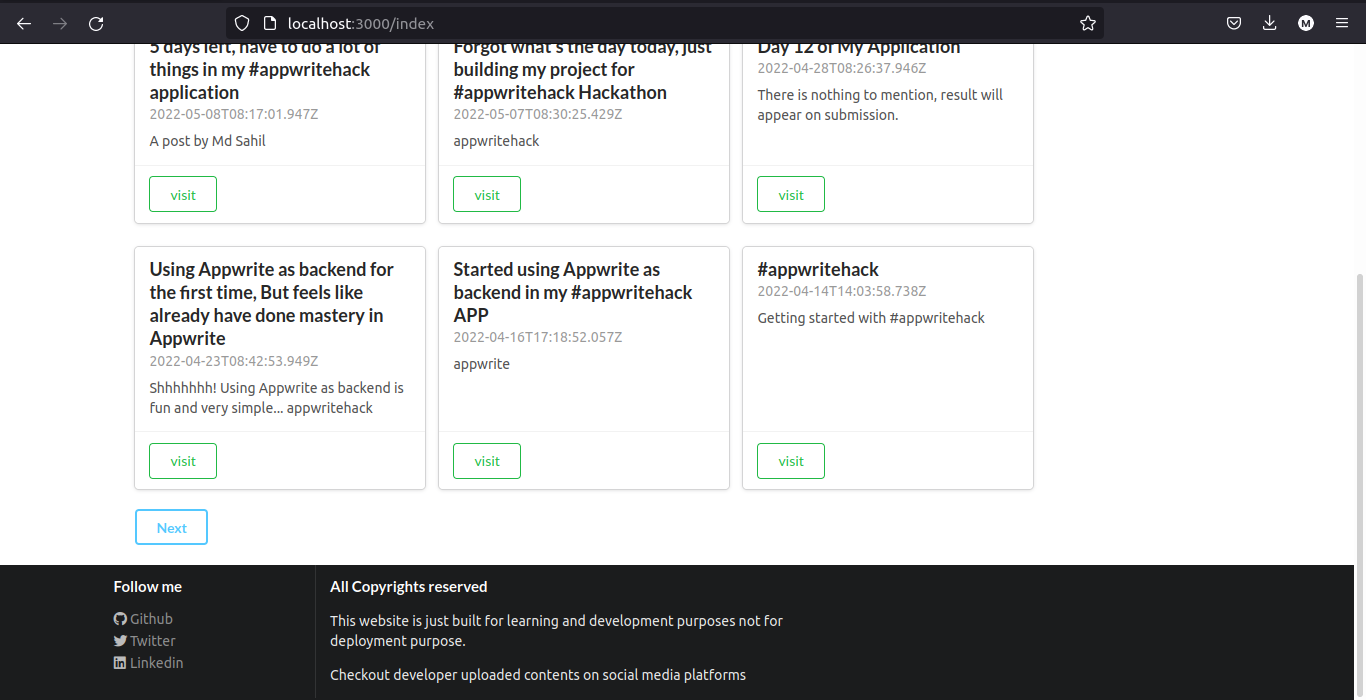 localhost:3000/index
M
5 days left, have to do a lot of
things in my #appwritehack
application
2022-05-08T08:17:01.947Z
A post by Md Sahil
visit
Forgot what's the day today, just
building my project for
#appwritehack Hackathon
2022-05-07T08:30:25.429Z
appwritehack
visit
Day 12 of My Application
2022-04-28T08:26:37.946Z
There is nothing to mention, result will
appear on submission.
visit
Using Appwrite as backend for
the first time, But feels like
already have done mastery in
Appwrite
2022-04-23T08:42:53.949Z
Shhhhhhh! Using Appwrite as backend is
fun and very simple... appwritehack
visit
Started using Appwrite as
backend in my #appwritehack
APP
2022-04-16T17:18:52.057Z
appwrite
visit
#appwritehack
2022-04-14T14:03:58.738Z
Getting started with #appwritehack
visit
Next
Follow me
Github
Twitter
Linkedin
All Copyrights reserved
This website is just built for learning and development purposes not for
deployment purpose.
Checkout developer uploaded contents on social media platforms